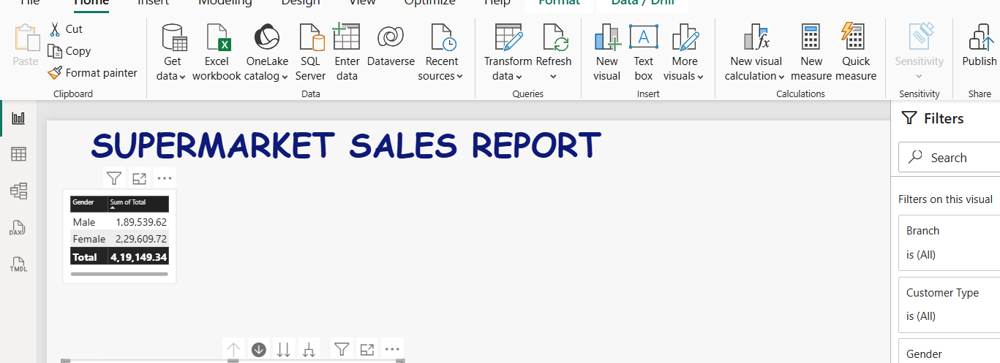 File Home Insert Modeling Design View Optimize Help Format Data / Drill
Paste
Cut
Copy
Format painter
Clipboard
Get data
Excel workbook
OneLake catalog
SQL Server
Enter data
Dataverse
Recent sources
Data
Transform data
Refresh
Queries
New visual
Text box
More visuals
Insert
New visual calculation
New measure
Quick measure
Calculations
Sensitivity
Sensitivity
Publish
Share
DAX
TMDL
SUPERMARKET SALES REPORT
Gender Sum of Total
Male 1,89,539.62
Female 2,29,609.72
Total 4,19,149.34
Filters
Search
Filters on this visual
Branch
is (All)
Customer Type
is (All)
Gender